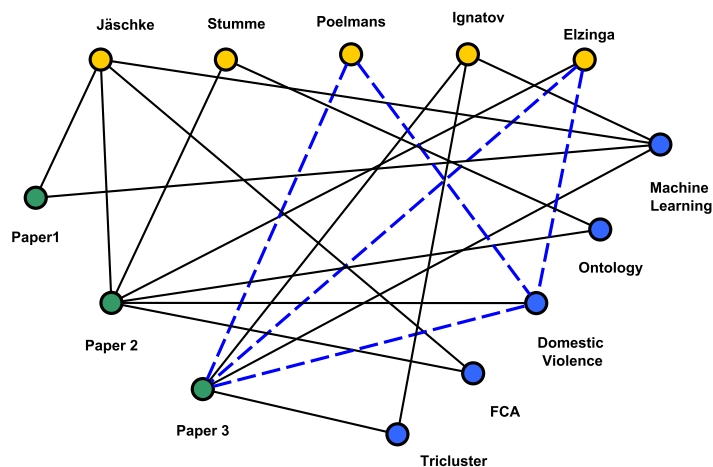 Jäschke
Stumme
Poelmans
Ignatov
Elzinga
Machine
Learning
Paper1
Ontology
Paper 2
Domestic
Violence
FCA
Paper 3
Tricluster